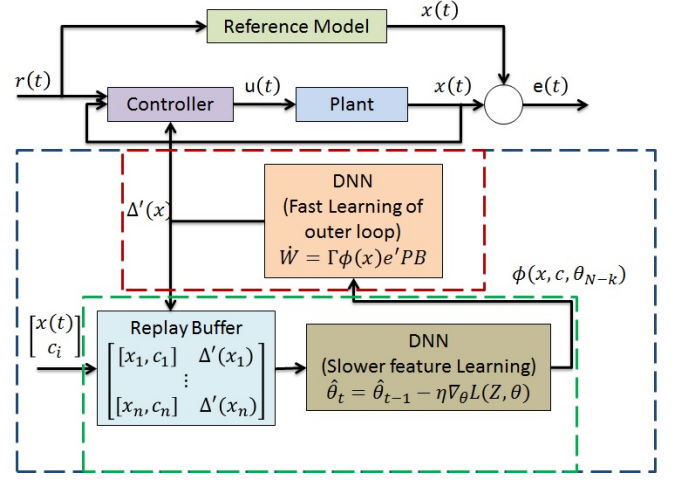 x(t)
Reference Model
r(t)
u(t)
x(t)
e(t)
Controller
Plant
DNN
(Fast Learning of
outer loop)
Ẇ = Γϕ(x)e′PB
Δ′(x)
ϕ(x, c, θ_{N−k})
[x(t)
c_i]
Replay Buffer
[[x_1, c_1] Δ′(x_1)
⋮
[x_n, c_n] Δ′(x_n)]
DNN
(Slower feature Learning)
θ̂_t = θ̂_{t−1} − η∇_θL(Z, θ)